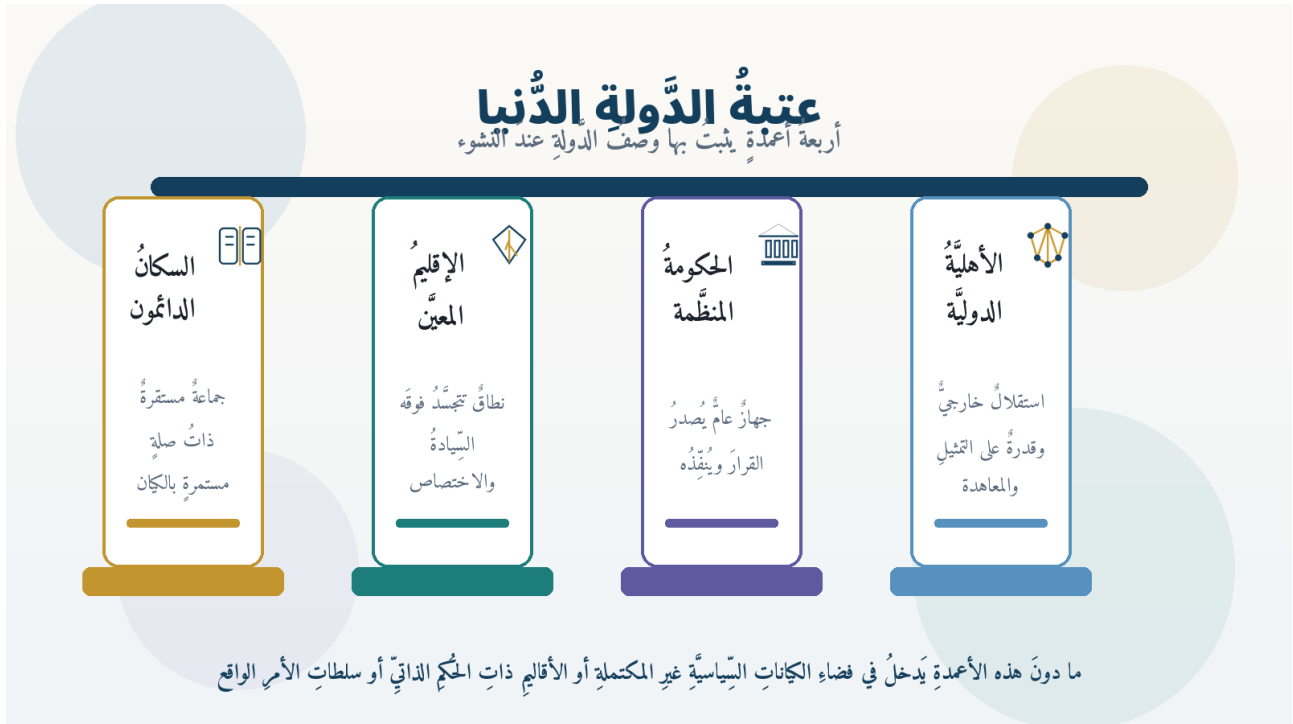 عتبةُ الدَّولةِ الدُّنيا
أربعةُ أعمدةٍ يثبتُ بها وصفُ الدَّولةِ عندَ النشوء
الأهليَّةُ
الدوليَّة
استقلالٌ خارجيٌّ
وقدرةٌ على التمثيلِ
والمعاهدة
الحكومةُ
المنظَّمة
جهازٌ عامٌّ يُصدرُ
القرارَ ويُنفِّذُه
الإقليمُ
المعيَّن
نطاقٌ تتجسَّدُ فوقَه
السِّيادةُ
والاختصاص
السكانُ
الدائمون
جماعةٌ مستقرةٌ
ذاتُ صلةٍ
مستمرةٍ بالكيان
ما دونَ هذه الأعمدةِ يَدخلُ في فضاءِ الكياناتِ السِّياسيَّةِ غيرِ المكتملةِ أو الأقاليمِ ذاتِ الحُكمِ الذاتيِّ أو سلطاتِ الأمرِ الواقع